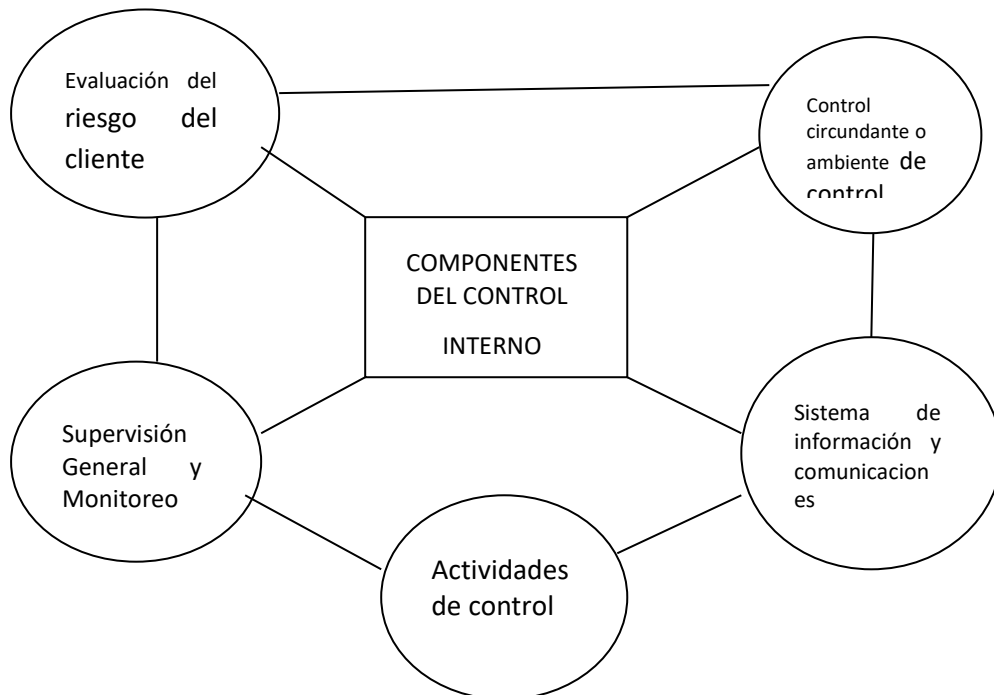 Evaluación del
riesgo del
cliente
Control
circundante o
ambiente de
control
COMPONENTES
DEL CONTROL
INTERNO
Supervisión
General y
Monitoreo
Sistema de
información y
comunicacion
es
Actividades
de control